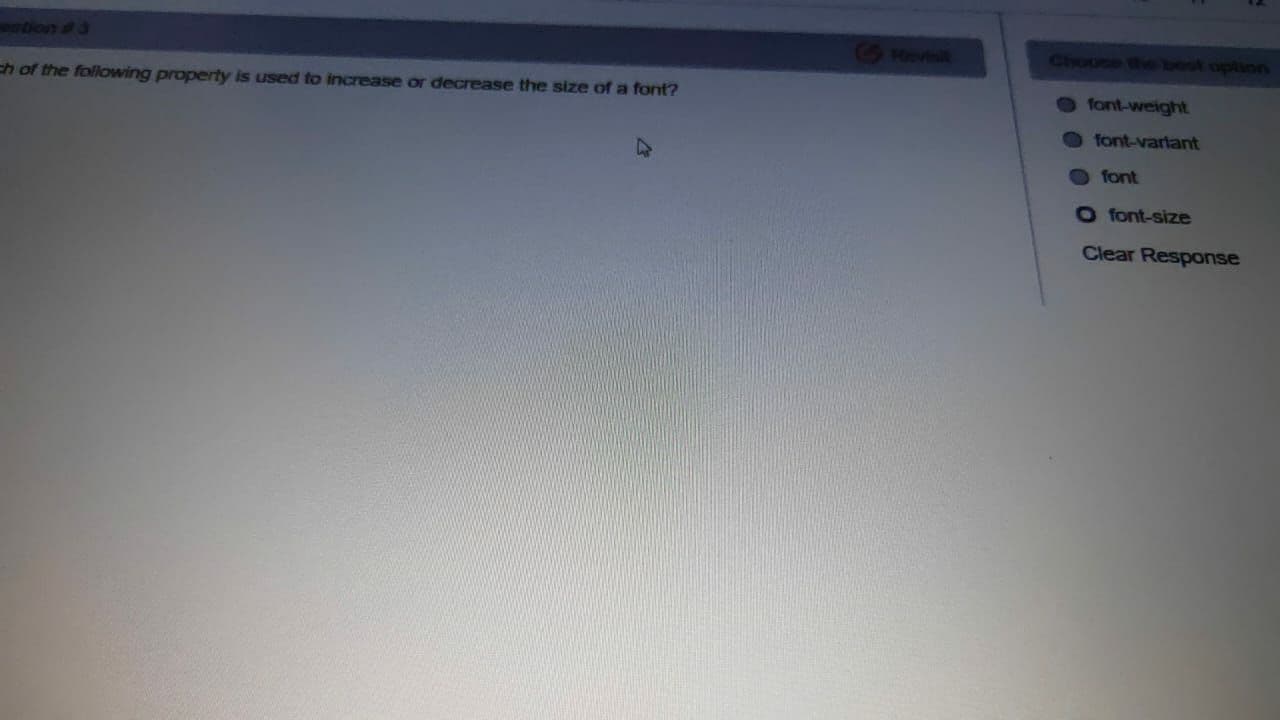 estion # 3
Revisit
ch of the following property is used to increase or decrease the size of a font?
Choose the best option
font-weight
font-variant
font
font-size
Clear Response